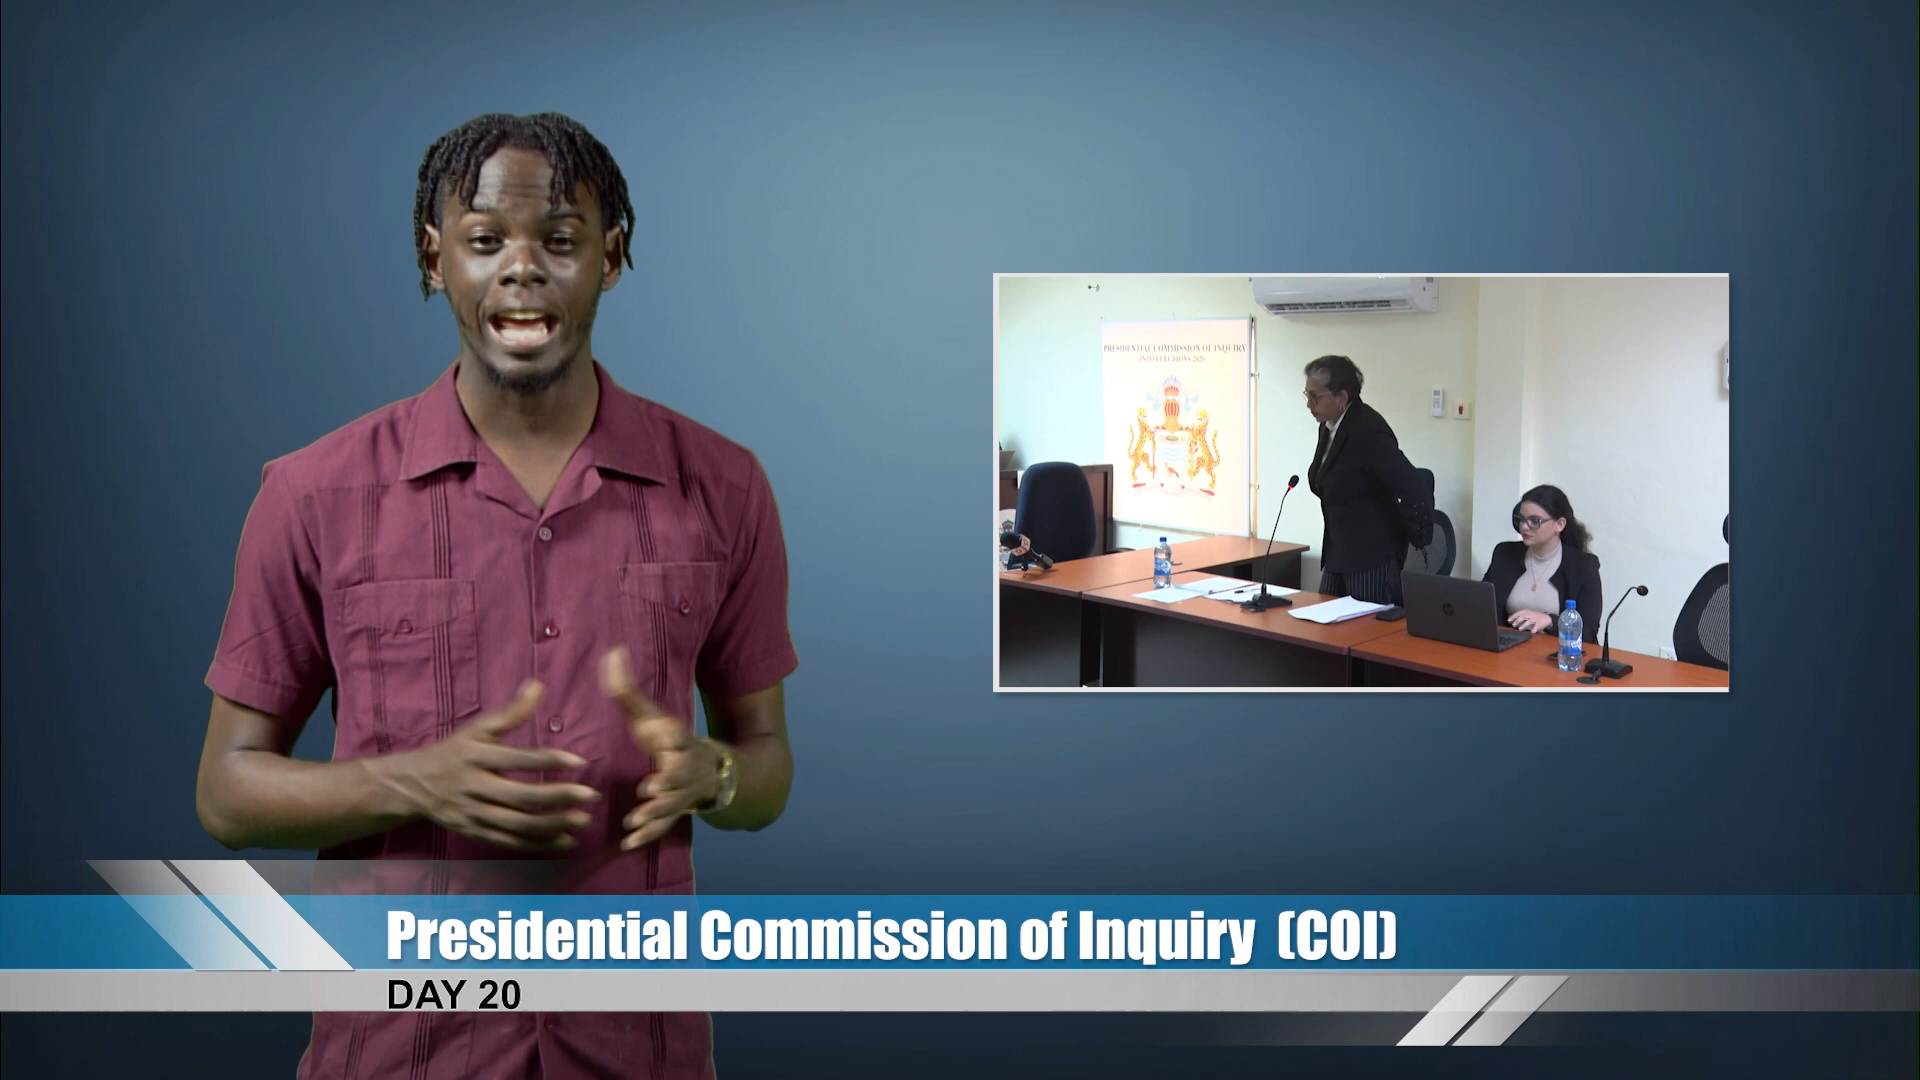 PRESIDENTIAL COMMISSION OF INQUIRY
INTO ELECTIONS 2020
Presidential Commission of Inquiry (COI)
DAY 20